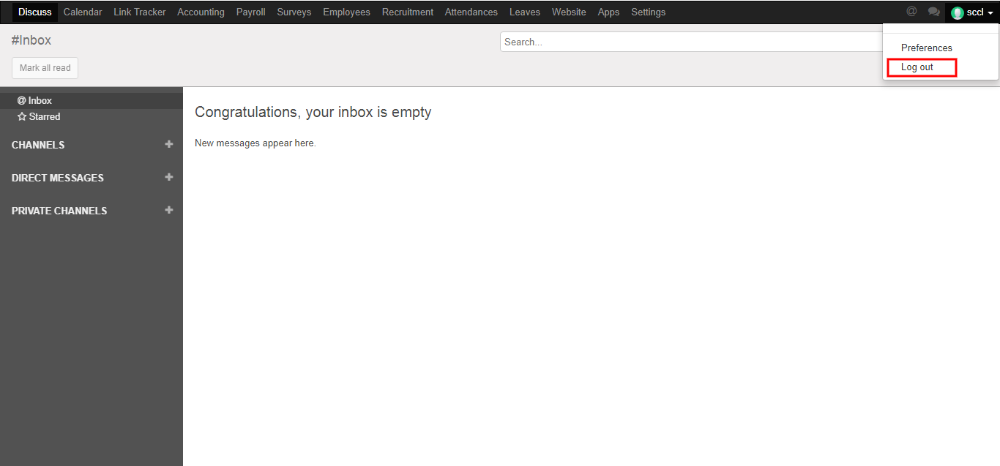 Discuss Calendar Link Tracker Accounting Payroll Surveys Employees Recruitment Attendances Leaves Website Apps Settings @ sccl
#Inbox
Search...
Preferences
Mark all read
Log out
@ Inbox
Starred
Congratulations, your inbox is empty
New messages appear here.
CHANNELS +
DIRECT MESSAGES +
PRIVATE CHANNELS +